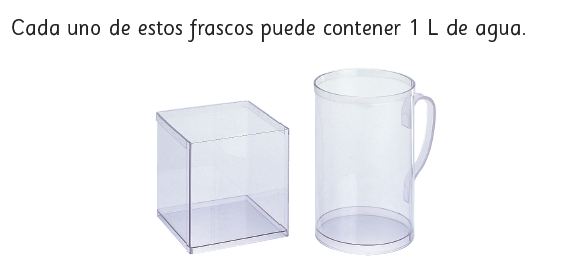 Cada uno de estos frascos puede contener 1 L de agua.